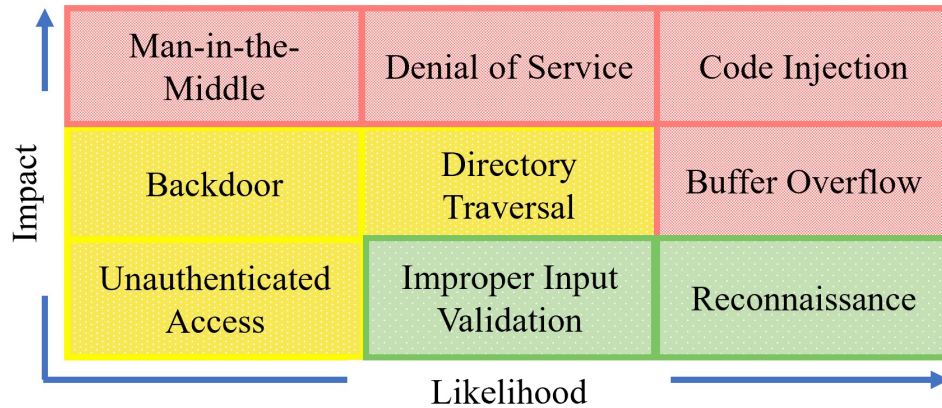 Man-in-the-
Middle
Denial of Service
Code Injection
Impact
Backdoor
Directory
Traversal
Buffer Overflow
Unauthenticated
Access
Improper Input
Validation
Reconnaissance
Likelihood